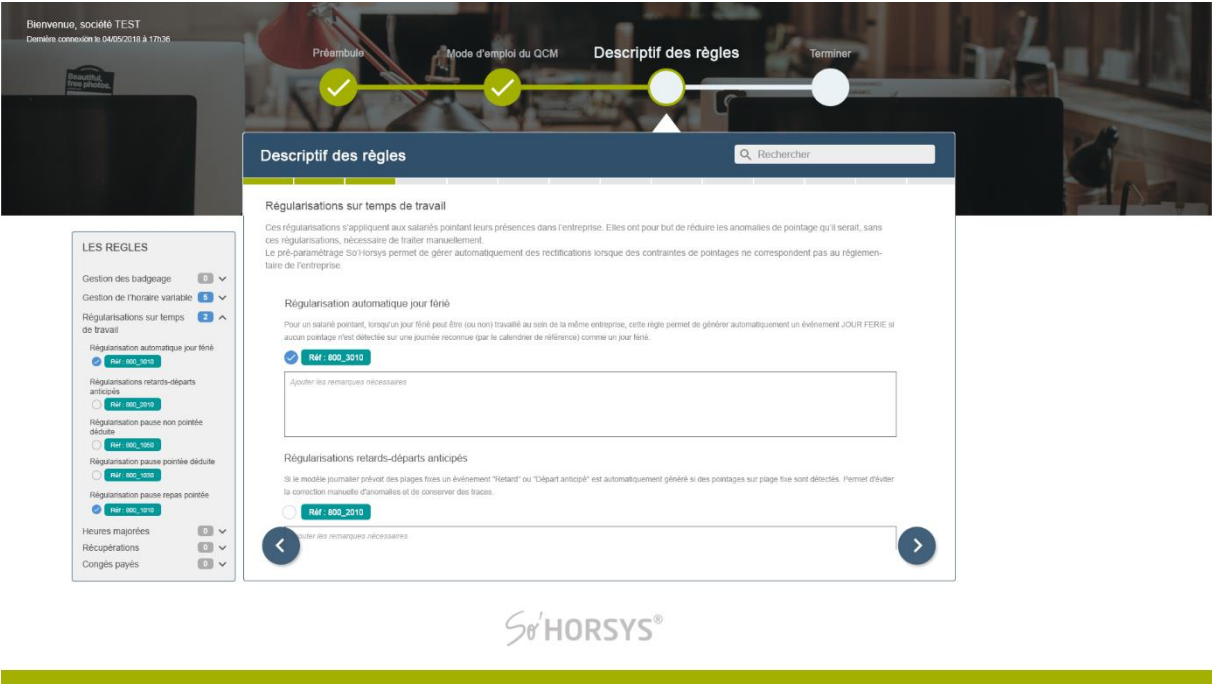 Bienvenue, société TEST
Dernière connexion le 04/05/2018 à 17h36
Beautiful,
free photos.
Préambule
Mode d'emploi du QCM
Descriptif des règles
Terminer
Descriptif des règles
Rechercher
Régularisations sur temps de travail
Ces régularisations s'appliquent aux salariés pointant leurs présences dans l'entreprise. Elles ont pour but de réduire les anomalies de pointage qu'il serait, sans
ces régularisations, nécessaire de traiter manuellement.
Le pré-paramétrage So'Horsys permet de gérer automatiquement des rectifications lorsque des contraintes de pointages ne correspondent pas au réglemen-
taire de l'entreprise.
LES REGLES
Gestion des badgeage 0
Gestion de l'horaire variable 5
Régularisations sur temps 2
de travail
Régularisation automatique jour férié
Réf : 800_3010
Régularisations retards-départs
anticipés
Réf : 800_2010
Régularisation pause non pointée
déduite
Réf : 800_1050
Régularisation pause pointée déduite
Réf : 800_1030
Régularisation pause repas pointée
Réf : 800_1010
Heures majorées 0
Récupérations 0
Congés payés 0
Régularisation automatique jour férié
Pour un salarié pointant, lorsqu'un jour férié peut être (ou non) travaillé au sein de la même entreprise, cette règle permet de générer automatiquement un événement JOUR FERIE si
aucun pointage n'est détectée sur une journée reconnue (par le calendrier de référence) comme un jour férié.
Réf : 800_3010
Ajouter les remarques nécessaires
Régularisations retards-départs anticipés
Si le modèle journalier prévoit des plages fixes un événement "Retard" ou "Départ anticipé" est automatiquement généré si des pointages sur plage fixe sont détectés. Permet d'éviter
la correction manuelle d'anomalies et de conserver des traces.
Réf : 800_2010
Ajouter les remarques nécessaires
So'HORSYS®